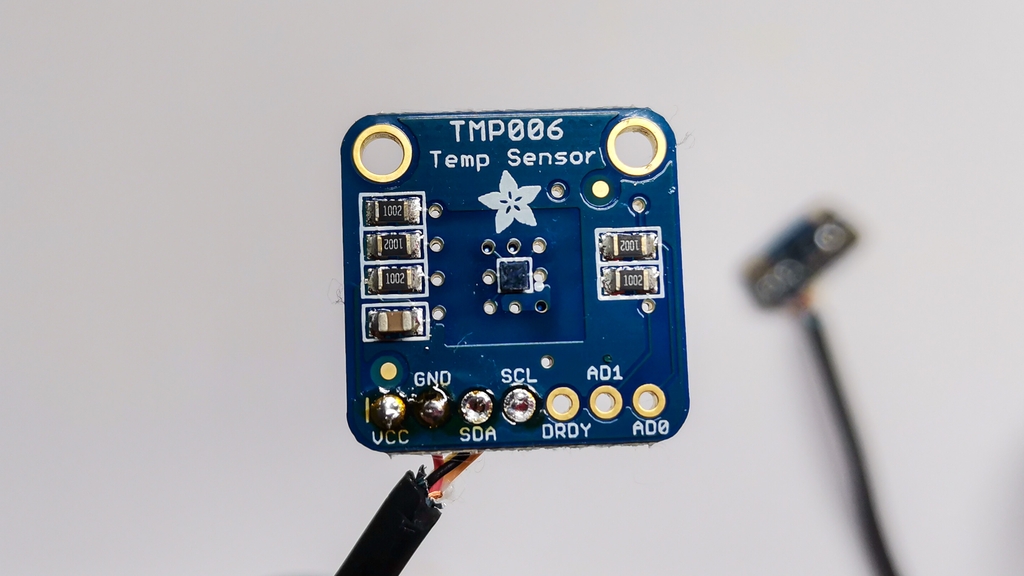 TMP006
Temp Sensor
1002
2001
2001
1002
1002
GND
SCL
AD1
VCC
SDA
DRDY
AD0